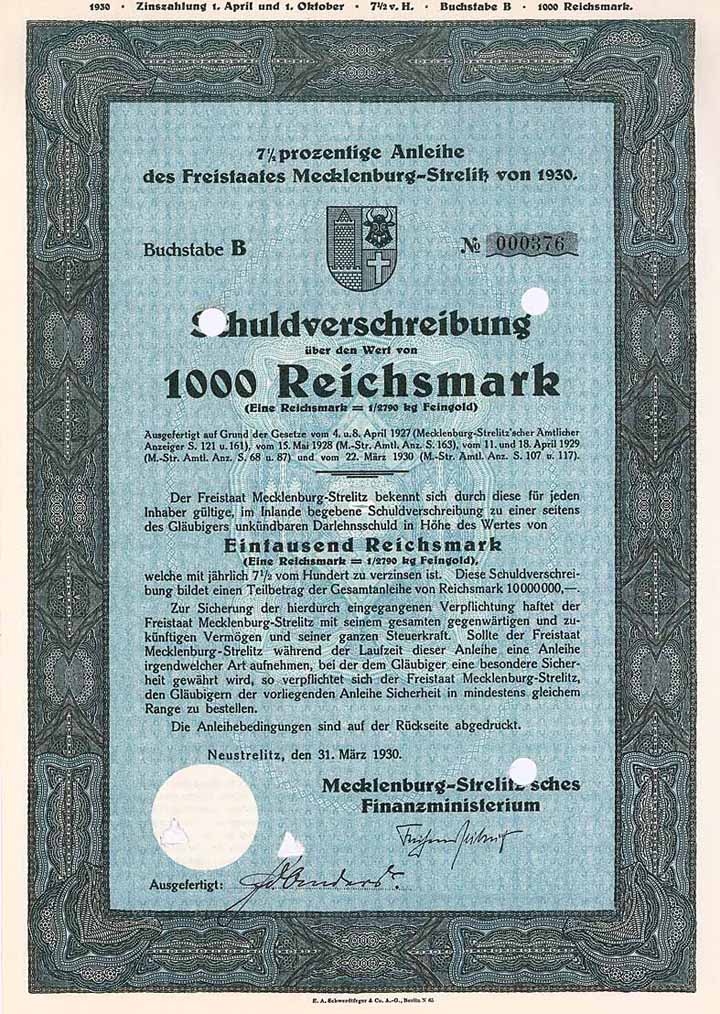 1930 · Zinszahlung 1. April und 1. Oktober · 7½ v. H. · Buchstabe B · 1000 Reichsmark.
7½ prozentige Anleihe
des Freistaates Mecklenburg-Strelitz von 1930.
Buchstabe B
No 000376
Schuldverschreibung
über den Wert von
1000 Reichsmark
(Eine Reichsmark = 1/2790 kg Feingold)
Ausgefertigt auf Grund der Gesetze vom 4. u. 8. April 1927 (Mecklenburg-Strelitz'scher Amtlicher
Anzeiger S. 121 u. 161), vom 15. Mai 1928 (M.-Str. Amtl. Anz. S. 163), vom 11. und 18. April 1929
(M.-Str. Amtl. Anz. S. 68 u. 87) und vom 22. März 1930 (M.-Str. Amtl. Anz. S. 107 u. 117).
Der Freistaat Mecklenburg-Strelitz bekennt sich durch diese für jeden
Inhaber gültige, im Inlande begebene Schuldverschreibung zu einer seitens
des Gläubigers unkündbaren Darlehnsschuld in Höhe des Wertes von
Eintausend Reichsmark
(Eine Reichsmark = 1/2790 kg Feingold),
welche mit jährlich 7½ vom Hundert zu verzinsen ist. Diese Schuldverschrei-
bung bildet einen Teilbetrag der Gesamtanleihe von Reichsmark 10000000,—.
Zur Sicherung der hierdurch eingegangenen Verpflichtung haftet der
Freistaat Mecklenburg-Strelitz mit seinem gesamten gegenwärtigen und zu-
künftigen Vermögen und seiner ganzen Steuerkraft. Sollte der Freistaat
Mecklenburg-Strelitz während der Laufzeit dieser Anleihe eine Anleihe
irgendwelcher Art aufnehmen, bei der dem Gläubiger eine besondere Sicher-
heit gewährt wird, so verpflichtet sich der Freistaat Mecklenburg-Strelitz,
den Gläubigern der vorliegenden Anleihe Sicherheit in mindestens gleichem
Range zu bestellen.
Die Anleihebedingungen sind auf der Rückseite abgedruckt.
Neustrelitz, den 31. März 1930.
Mecklenburg-Strelitz'sches
Finanzministerium
Ausgefertigt:
E. A. Schwerdtfeger & Co. A.-G., Berlin N 65